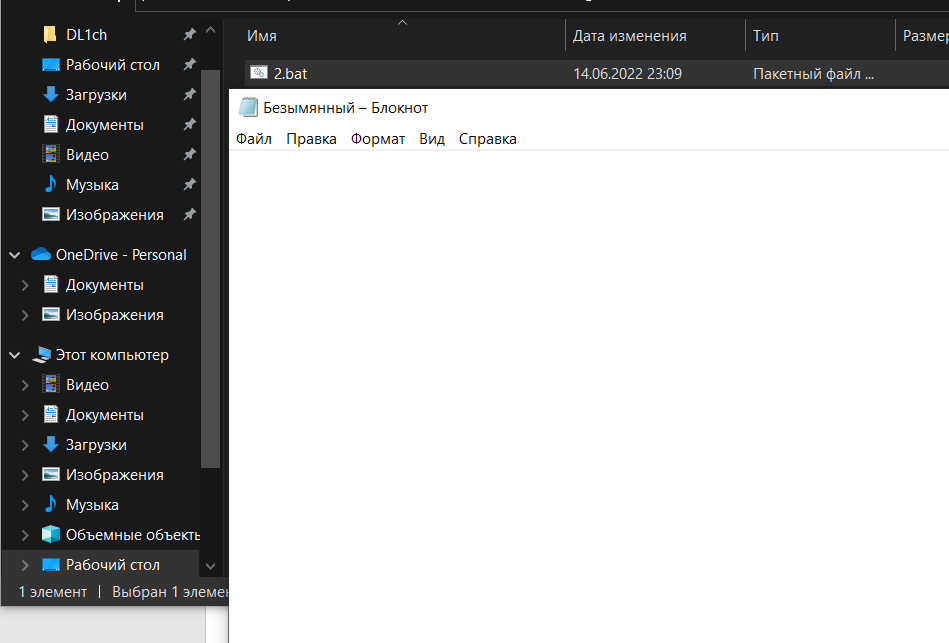 DL1ch
Рабочий стол
Загрузки
Документы
Видео
Музыка
Изображения
OneDrive - Personal
Документы
Изображения
Этот компьютер
Видео
Документы
Загрузки
Изображения
Музыка
Объемные объекты
Рабочий стол
1 элемент | Выбран 1 элемен
Имя Дата изменения Тип Размер
2.bat 14.06.2022 23:09 Пакетный файл ...
Безымянный – Блокнот
Файл Правка Формат Вид Справка